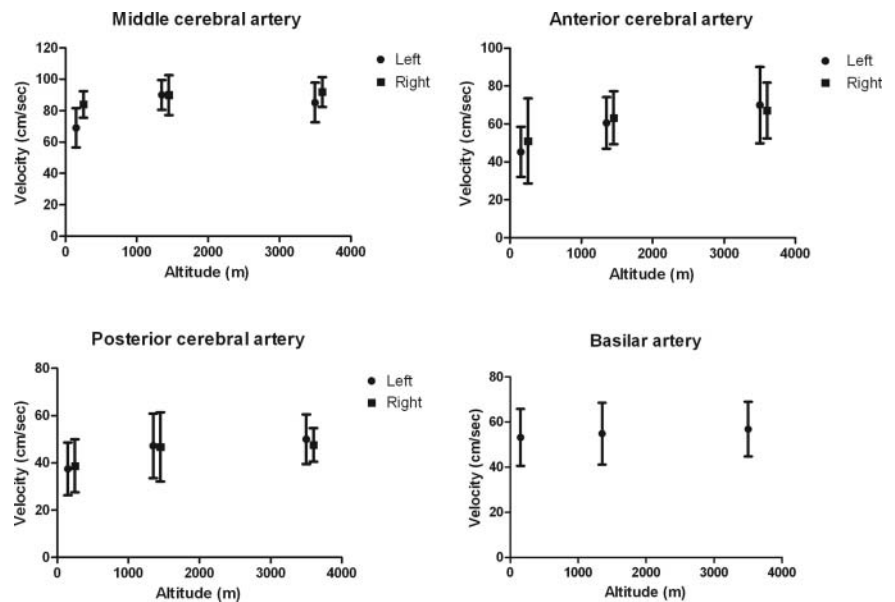 Middle cerebral artery
Left
Right
Velocity (cm/sec)
120
100
80
60
40
20
0
0 1000 2000 3000 4000
Altitude (m)
Anterior cerebral artery
Left
Right
Velocity (cm/sec)
100
80
60
40
20
0
0 1000 2000 3000 4000
Altitude (m)
Posterior cerebral artery
Left
Right
Velocity (cm/sec)
80
60
40
20
0
0 1000 2000 3000 4000
Altitude (m)
Basilar artery
Velocity (cm/sec)
80
60
40
20
0
0 1000 2000 3000 4000
Altitude (m)